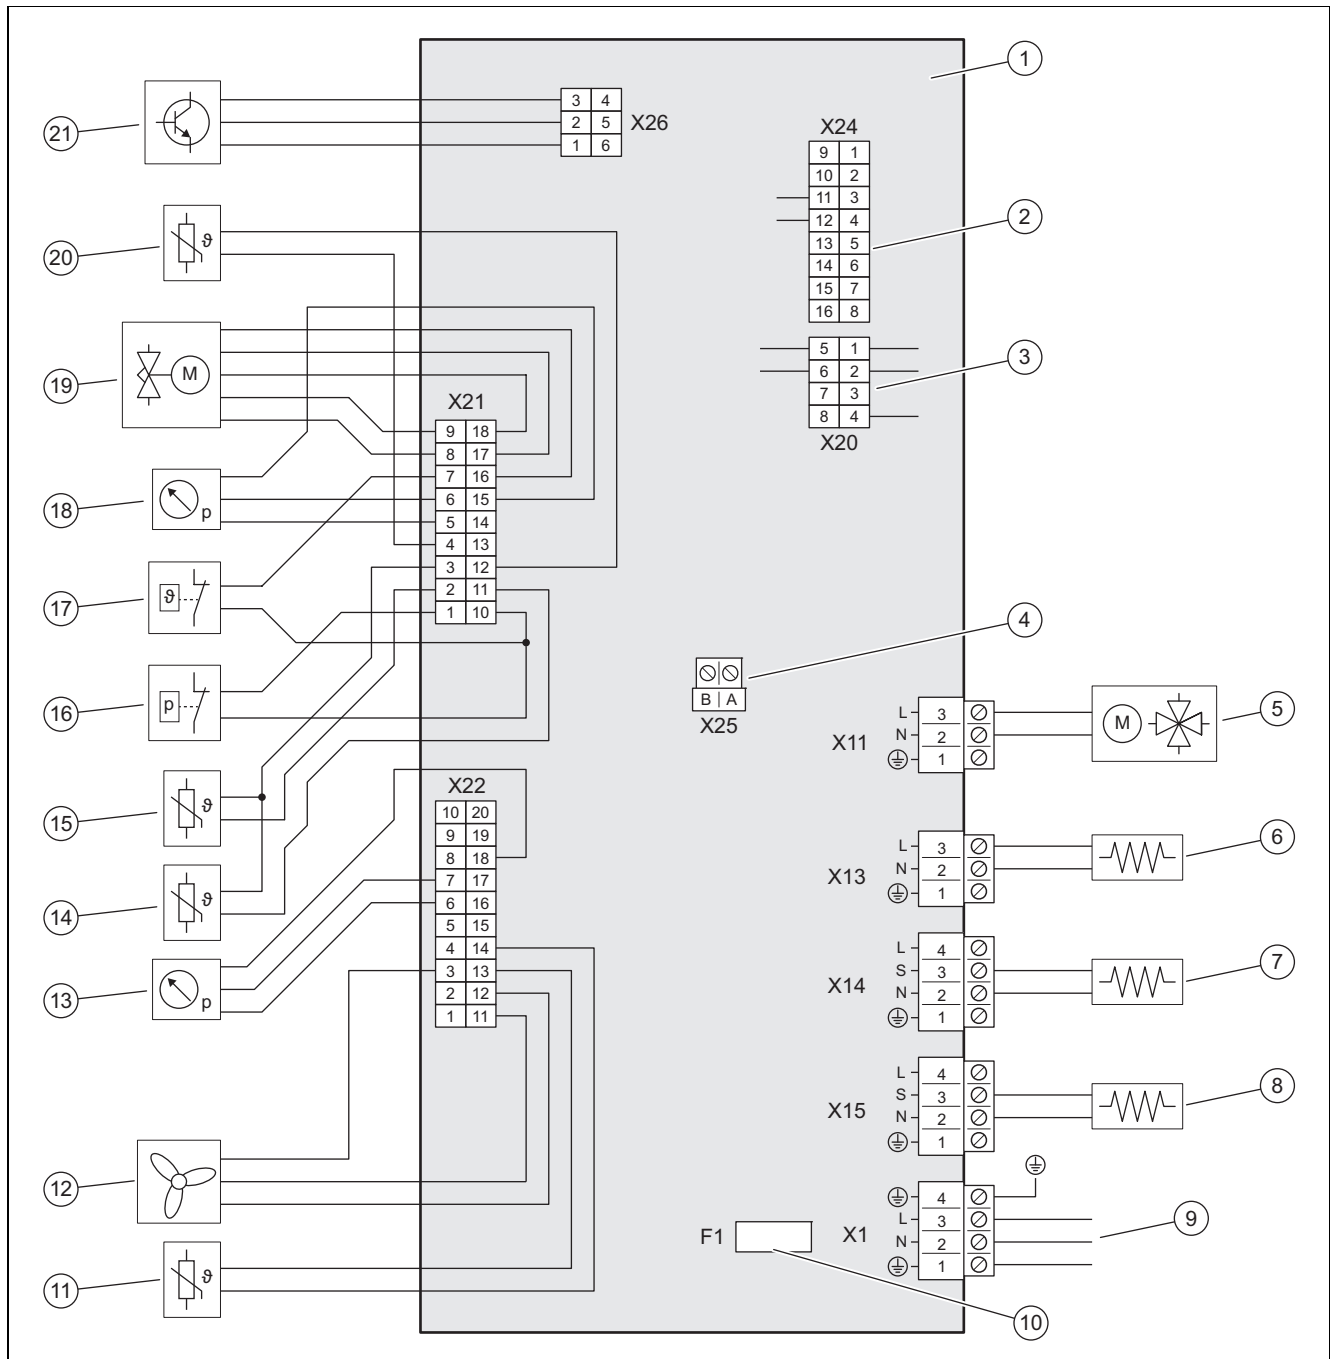 1
21
3 4
2 5
1 6
X26
X24
9 1
10 2
11 3
12 4
13 5
14 6
15 7
16 8
2
20
ϑ
5 1
6 2
7 3
8 4
X20
3
19
M
X21
9 18
8 17
7 16
6 15
5 14
4 13
3 12
2 11
1 10
18
p
17
ϑ
4
B A
X25
16
p
X11
L 3
N 2
1
M
5
15
ϑ
X22
10 20
9 19
8 18
7 17
6 16
5 15
4 14
3 13
2 12
1 11
X13
L 3
N 2
1
6
14
ϑ
13
p
X14
L 4
S 3
N 2
1
7
X15
L 4
S 3
N 2
1
8
12
F1
X1
4
L 3
N 2
1
9
11
ϑ
10